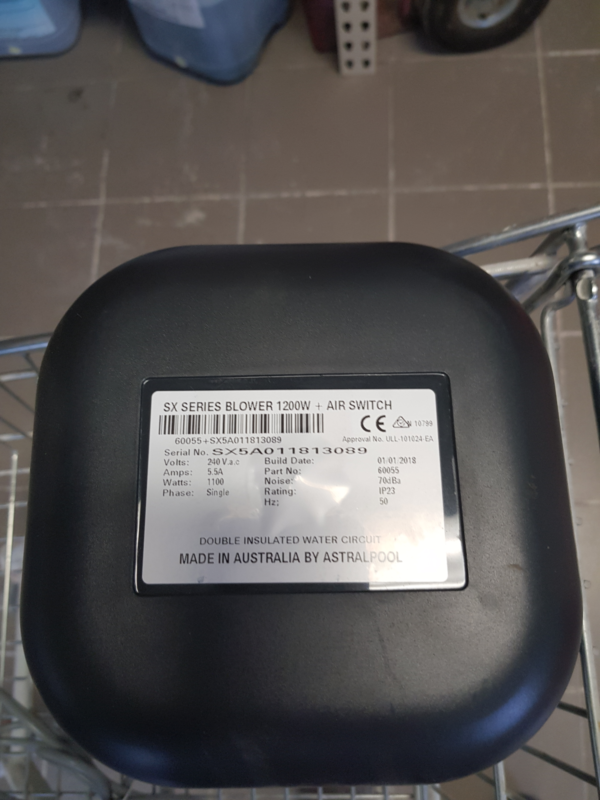 SX SERIES BLOWER 1200W + AIR SWITCH
CE 10799
60055+SX5A011813089
Approval No. ULL-101024-EA
Serial No. SX5A011813089
Volts: 240 V.a.c Build Date: 01/01/2018
Amps: 5.5A Part No: 60055
Watts: 1100 Noise: 70dBa
Phase: Single Rating: IP23
Hz: 50
DOUBLE INSULATED WATER CIRCUIT
MADE IN AUSTRALIA BY ASTRALPOOL